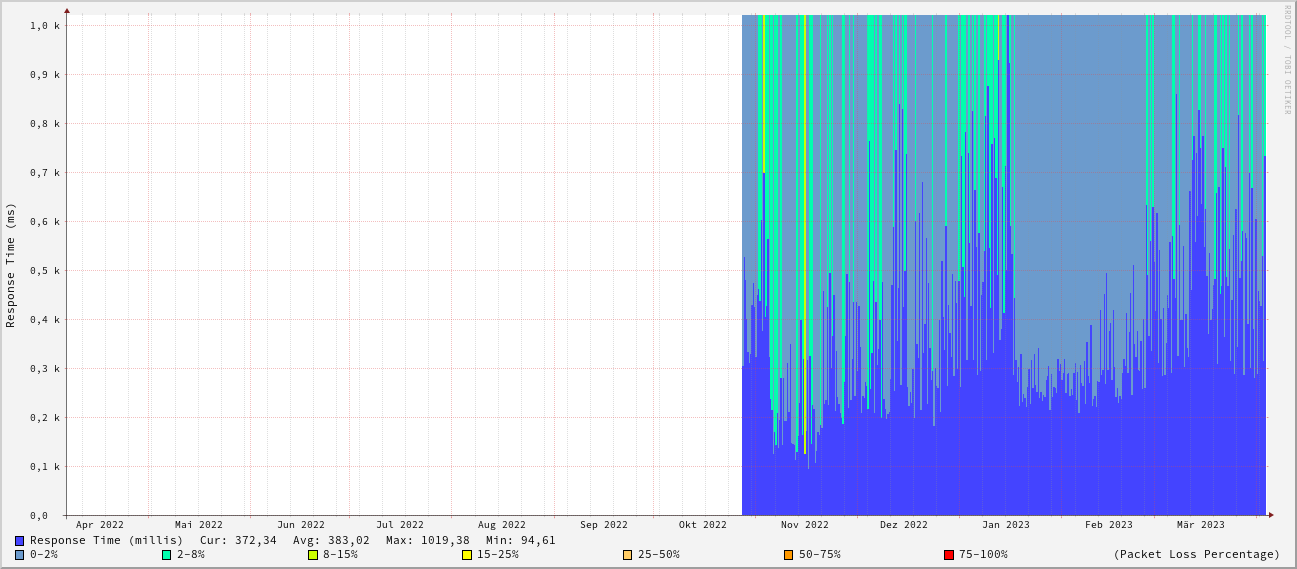 RRDTOOL / TOBI OETIKER
Response Time (ms)
1,0 k
0,9 k
0,8 k
0,7 k
0,6 k
0,5 k
0,4 k
0,3 k
0,2 k
0,1 k
0,0
Apr 2022 Mai 2022 Jun 2022 Jul 2022 Aug 2022 Sep 2022 Okt 2022 Nov 2022 Dez 2022 Jan 2023 Feb 2023 Mär 2023
Response Time (millis) Cur: 372,34 Avg: 383,02 Max: 1019,38 Min: 94,61
0-2% 2-8% 8-15% 15-25% 25-50% 50-75% 75-100% (Packet Loss Percentage)